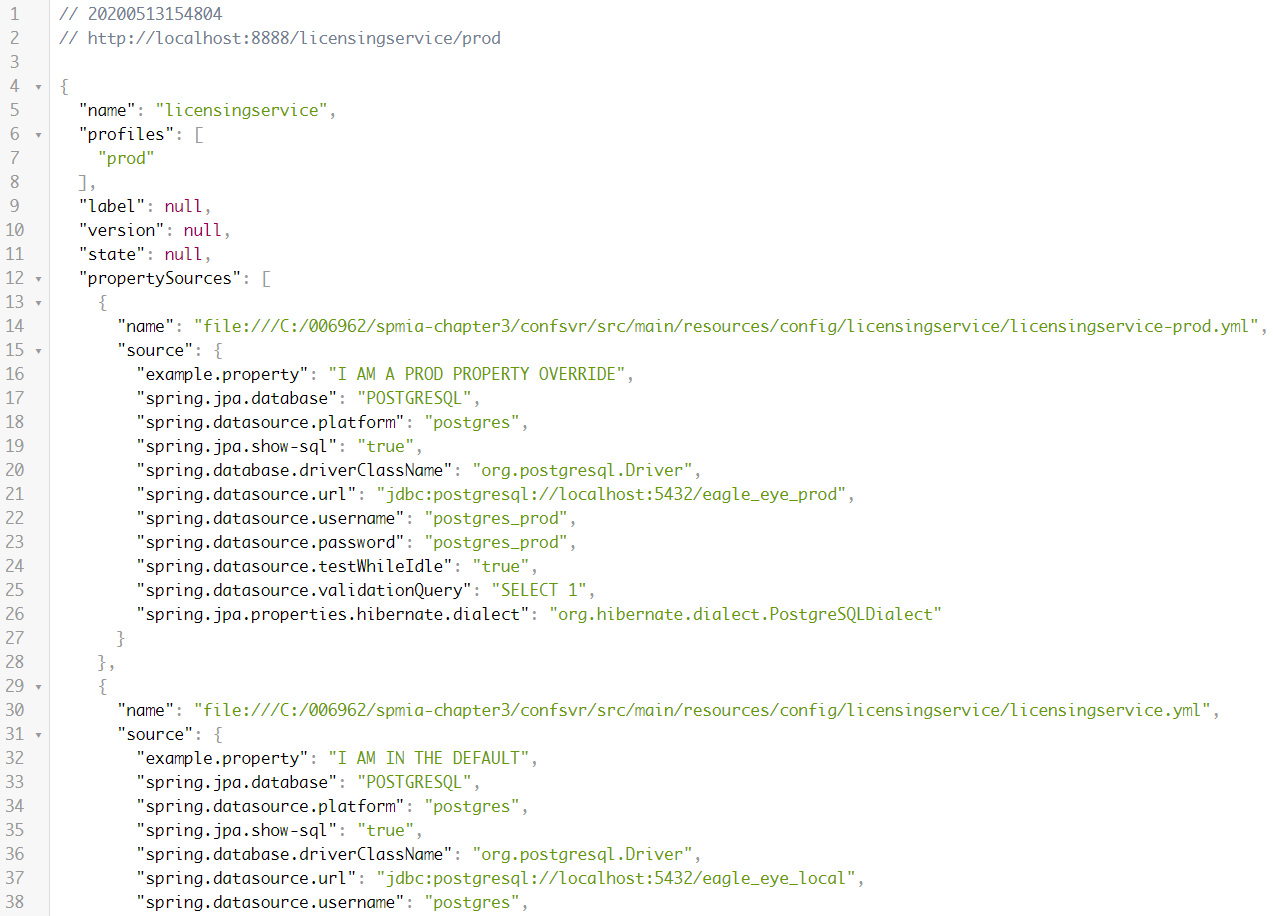 1 // 20200513154804
2 // http://localhost:8888/licensingservice/prod
3
4 {
5 "name": "licensingservice",
6 "profiles": [
7 "prod"
8 ],
9 "label": null,
10 "version": null,
11 "state": null,
12 "propertySources": [
13 {
14 "name": "file:///C:/006962/spmia-chapter3/confsvr/src/main/resources/config/licensingservice/licensingservice-prod.yml",
15 "source": {
16 "example.property": "I AM A PROD PROPERTY OVERRIDE",
17 "spring.jpa.database": "POSTGRESQL",
18 "spring.datasource.platform": "postgres",
19 "spring.jpa.show-sql": "true",
20 "spring.database.driverClassName": "org.postgresql.Driver",
21 "spring.datasource.url": "jdbc:postgresql://localhost:5432/eagle_eye_prod",
22 "spring.datasource.username": "postgres_prod",
23 "spring.datasource.password": "postgres_prod",
24 "spring.datasource.testWhileIdle": "true",
25 "spring.datasource.validationQuery": "SELECT 1",
26 "spring.jpa.properties.hibernate.dialect": "org.hibernate.dialect.PostgreSQLDialect"
27 }
28 },
29 {
30 "name": "file:///C:/006962/spmia-chapter3/confsvr/src/main/resources/config/licensingservice/licensingservice.yml",
31 "source": {
32 "example.property": "I AM IN THE DEFAULT",
33 "spring.jpa.database": "POSTGRESQL",
34 "spring.datasource.platform": "postgres",
35 "spring.jpa.show-sql": "true",
36 "spring.database.driverClassName": "org.postgresql.Driver",
37 "spring.datasource.url": "jdbc:postgresql://localhost:5432/eagle_eye_local",
38 "spring.datasource.username": "postgres",